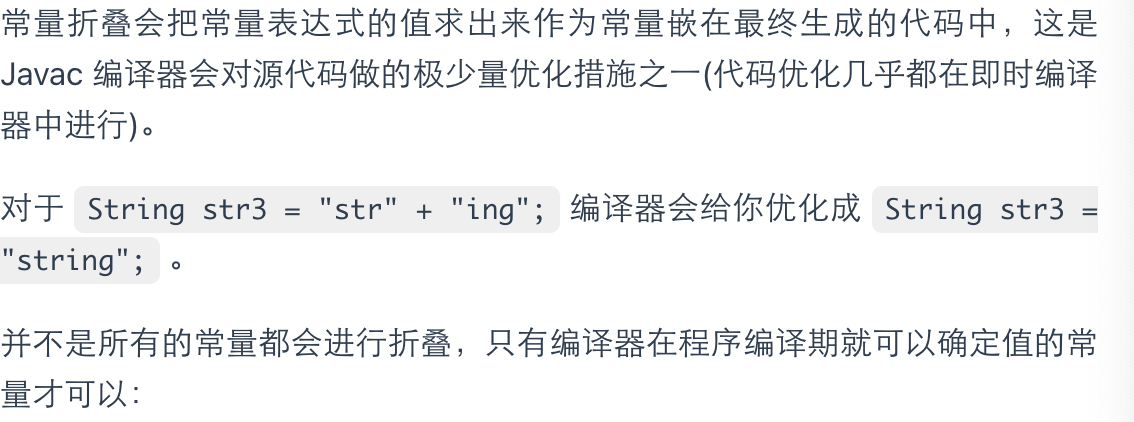 常量折叠会把常量表达式的值求出来作为常量嵌在最终生成的代码中，这是
Javac 编译器会对源代码做的极少量优化措施之一(代码优化几乎都在即时编译
器中进行)。
对于 String str3 = "str" + "ing"; 编译器会给你优化成 String str3 =
"string"; 。
并不是所有的常量都会进行折叠，只有编译器在程序编译期就可以确定值的常
量才可以：